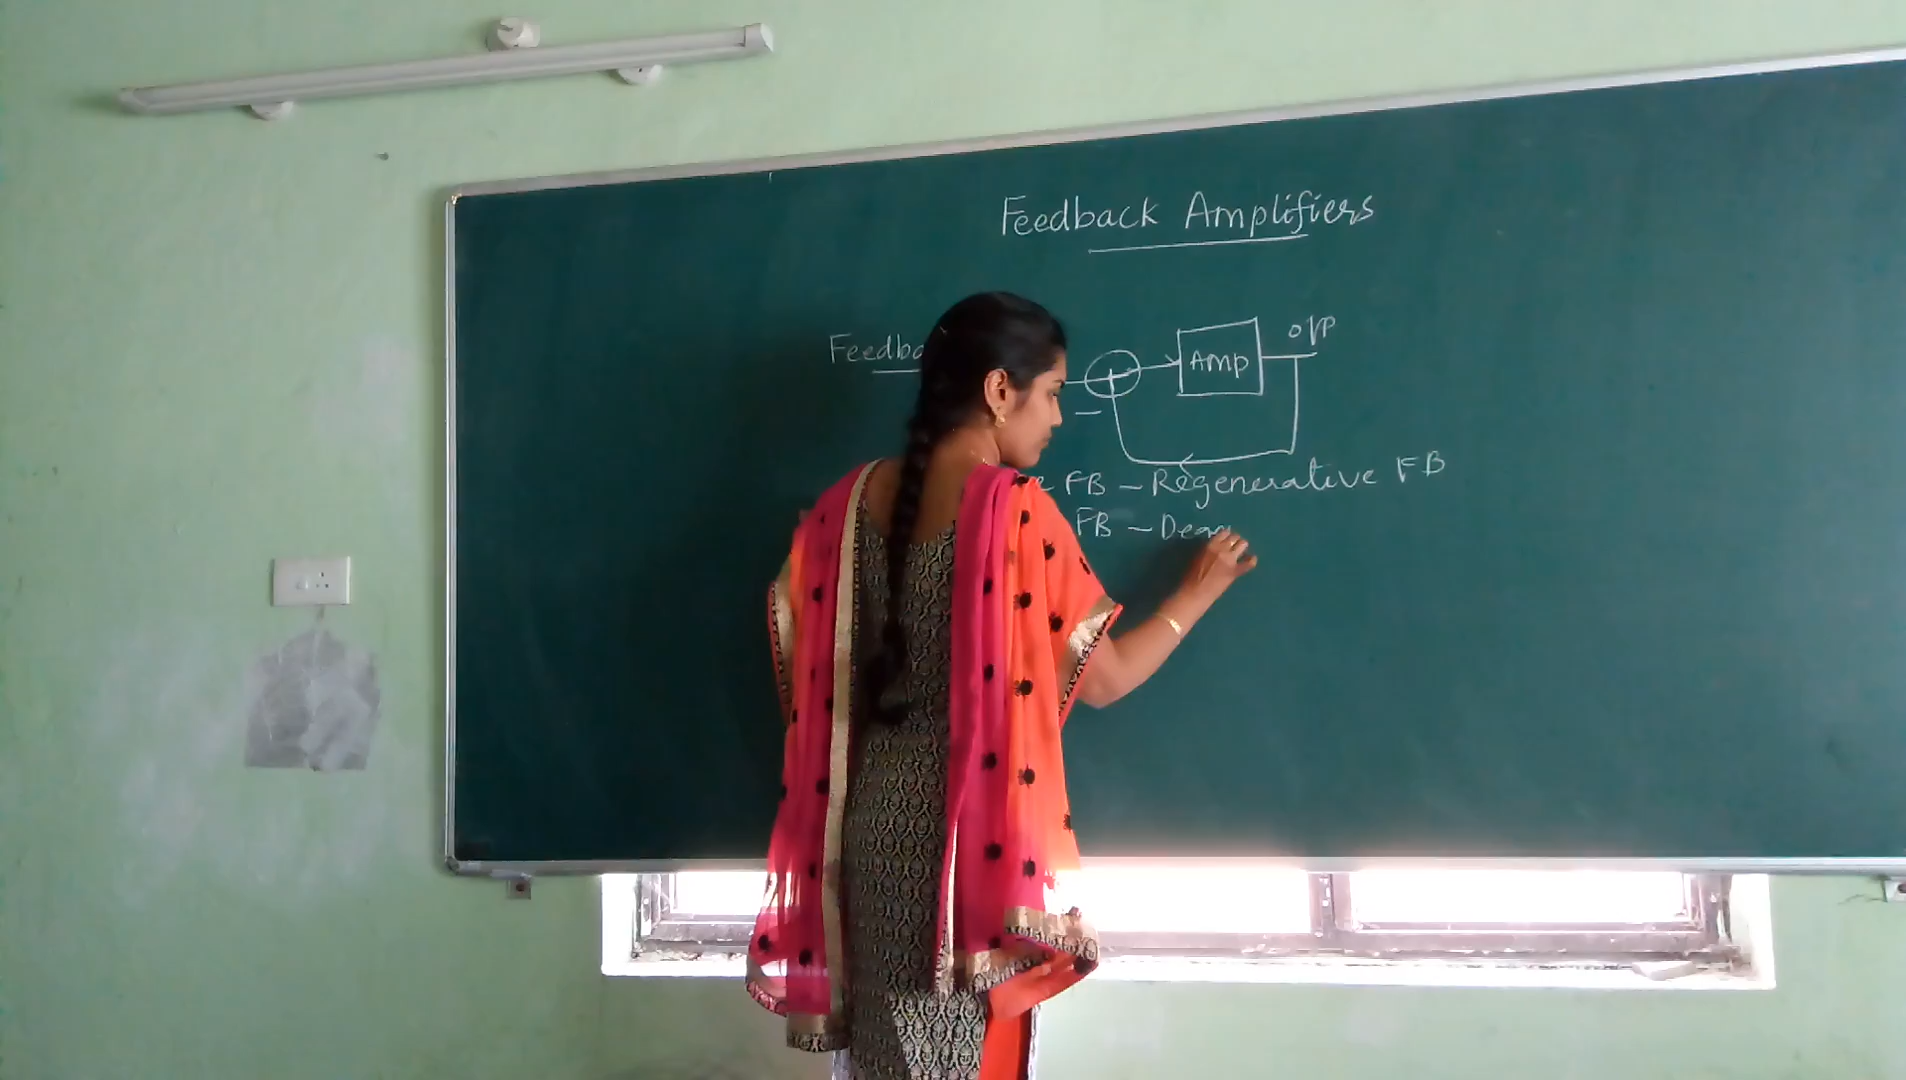 Feedback Amplifiers
Feedba
AMP
O/P
e FB - Regenerative FB
FB - Deg